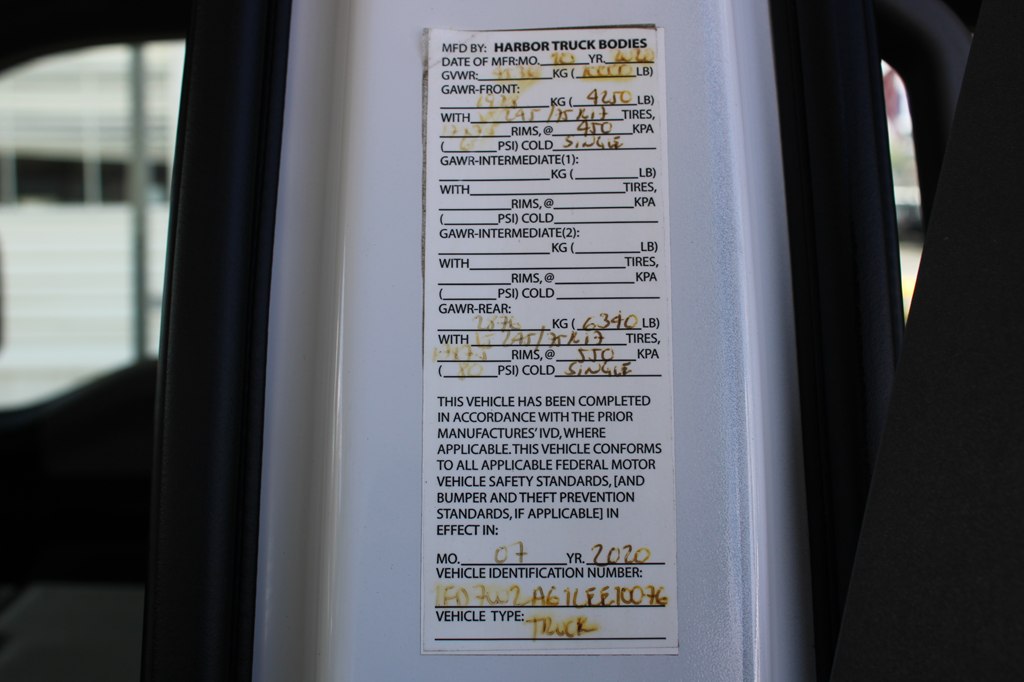 MFD BY: HARBOR TRUCK BODIES
DATE OF MFR:MO. 10 YR.
GVWR: KG ( LB)
GAWR-FRONT:
KG ( 4250 LB)
WITH TIRES,
RIMS, @ 450 KPA
( PSI) COLD SINGLE
GAWR-INTERMEDIATE(1):
KG ( LB)
WITH TIRES,
RIMS, @ KPA
( PSI) COLD
GAWR-INTERMEDIATE(2):
KG ( LB)
WITH TIRES,
RIMS, @ KPA
( PSI) COLD
GAWR-REAR:
2876 KG ( 6340 LB)
WITH TIRES,
RIMS, @ 550 KPA
( 80 PSI) COLD SINGLE
THIS VEHICLE HAS BEEN COMPLETED
IN ACCORDANCE WITH THE PRIOR
MANUFACTURES' IVD, WHERE
APPLICABLE. THIS VEHICLE CONFORMS
TO ALL APPLICABLE FEDERAL MOTOR
VEHICLE SAFETY STANDARDS, [AND
BUMPER AND THEFT PREVENTION
STANDARDS, IF APPLICABLE] IN
EFFECT IN:
MO. 07 YR. 2020
VEHICLE IDENTIFICATION NUMBER:
VEHICLE TYPE: TRUCK